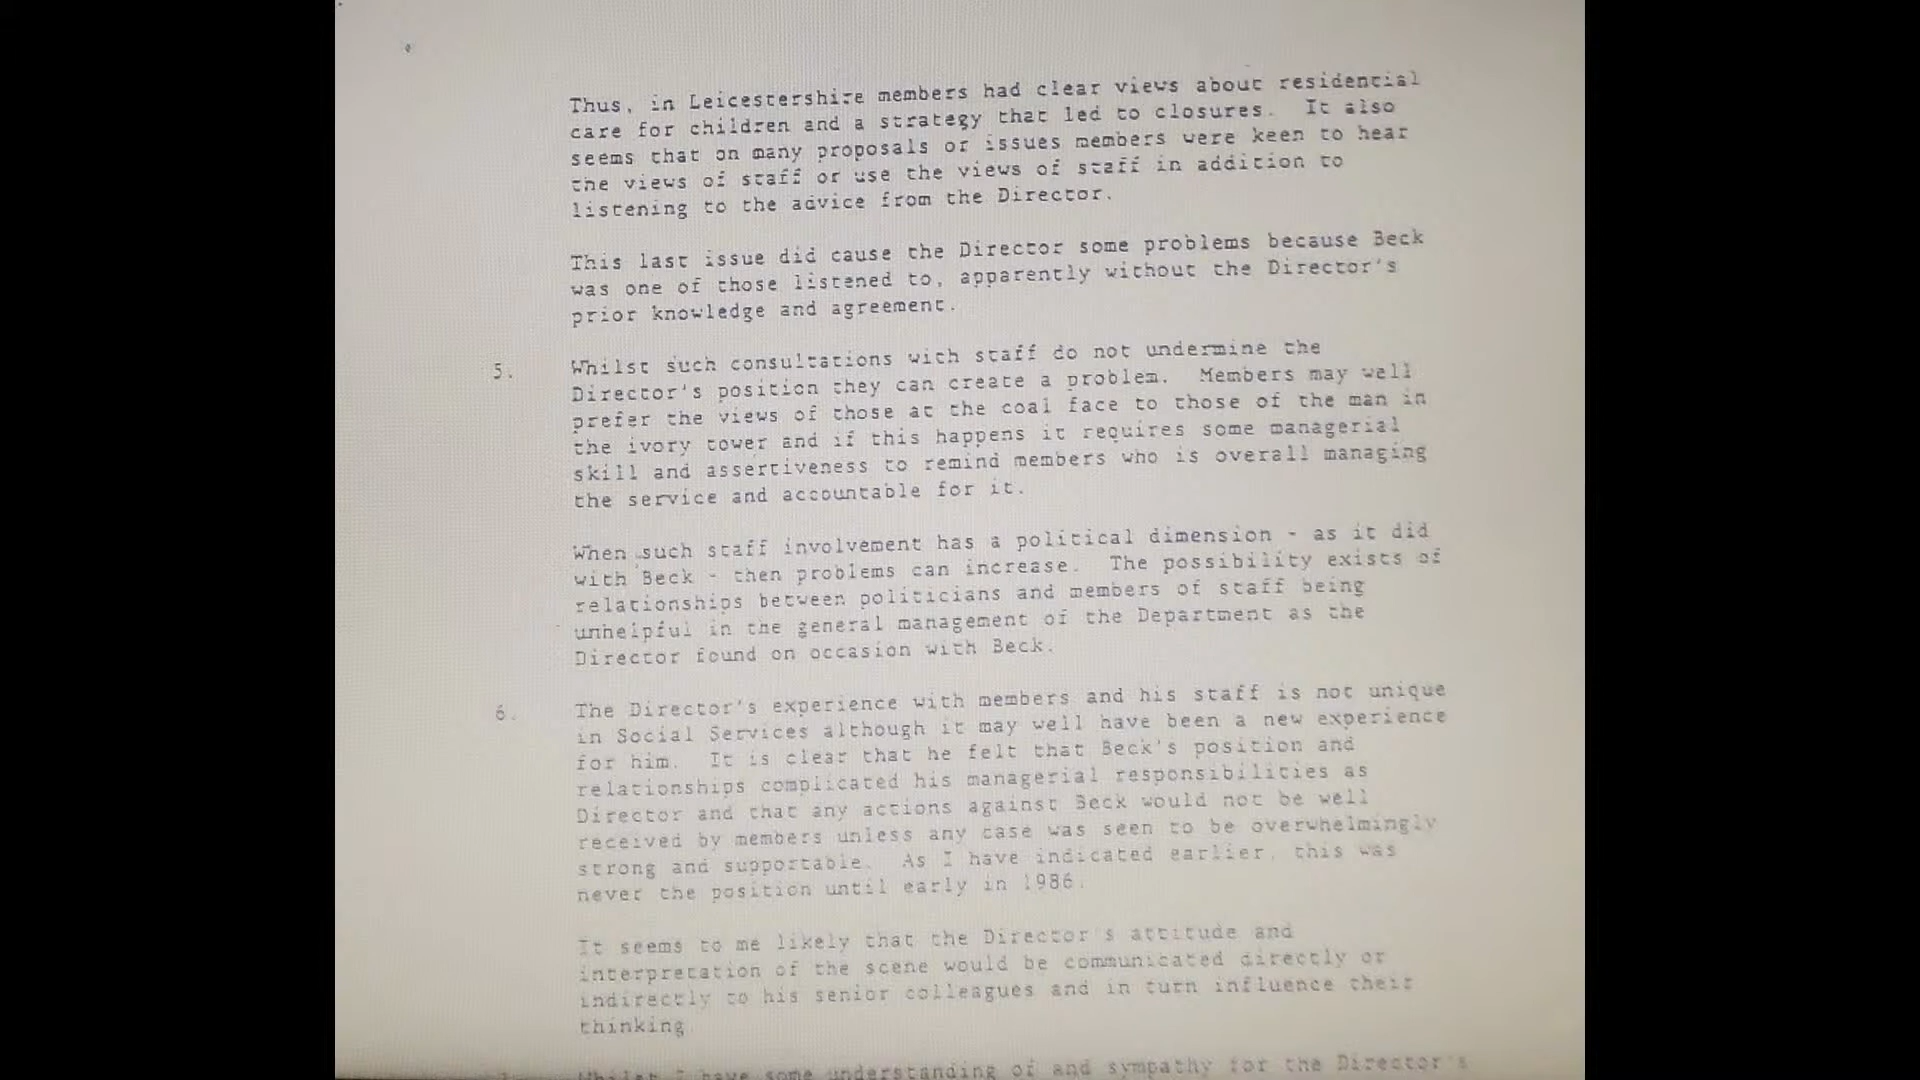 Thus, in Leicestershire members had clear views about residential
care for children and a strategy that led to closures. It also
seems that on many proposals or issues members were keen to hear
the views of staff or use the views of staff in addition to
listening to the advice from the Director.
This last issue did cause the Director some problems because Beck
was one of those listened to, apparently without the Director's
prior knowledge and agreement.
5. Whilst such consultations with staff do not undermine the
Director's position they can create a problem. Members may well
prefer the views of those at the coal face to those of the man in
the ivory tower and if this happens it requires some managerial
skill and assertiveness to remind members who is overall managing
the service and accountable for it.
When such staff involvement has a political dimension - as it did
with Beck - then problems can increase. The possibility exists of
relationships between politicians and members of staff being
unhelpful in the general management of the Department as the
Director found on occasion with Beck.
6. The Director's experience with members and his staff is not unique
in Social Services although it may well have been a new experience
for him. It is clear that he felt that Beck's position and
relationships complicated his managerial responsibilities as
Director and that any actions against Beck would not be well
received by members unless any case was seen to be overwhelmingly
strong and supportable. As I have indicated earlier, this was
never the position until early in 1986.
It seems to me likely that the Director's attitude and
interpretation of the scene would be communicated directly or
indirectly to his senior colleagues and in turn influence their
thinking
Whilst I have some understanding of and sympathy for the Director's